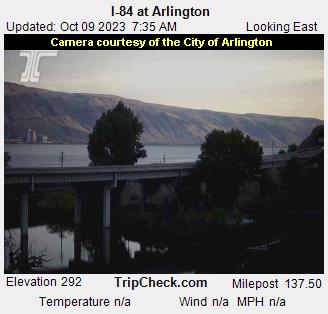 I-84 at Arlington
Updated: Oct 09 2023 7:35 AM Looking East
Camera courtesy of the City of Arlington
Elevation 292 TripCheck.com Milepost 137.50
Temperature n/a Wind n/a MPH n/a